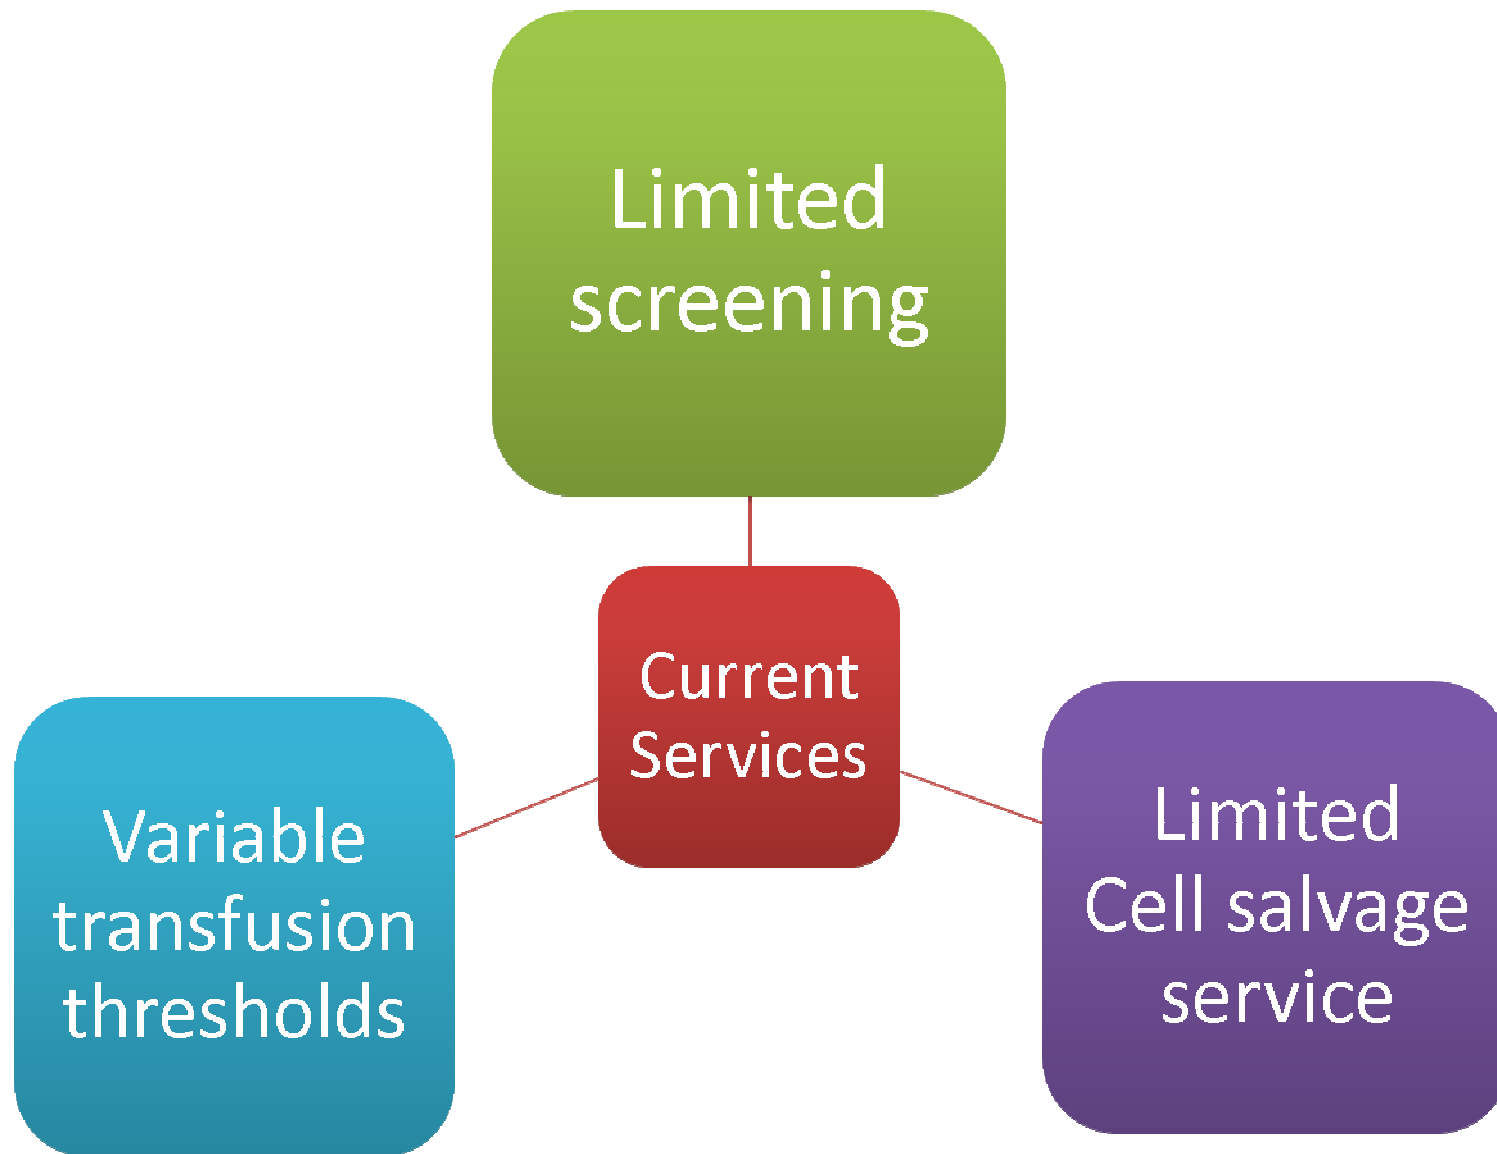 Limited
screening
Current
Services
Variable
transfusion
thresholds
Limited
Cell salvage
service